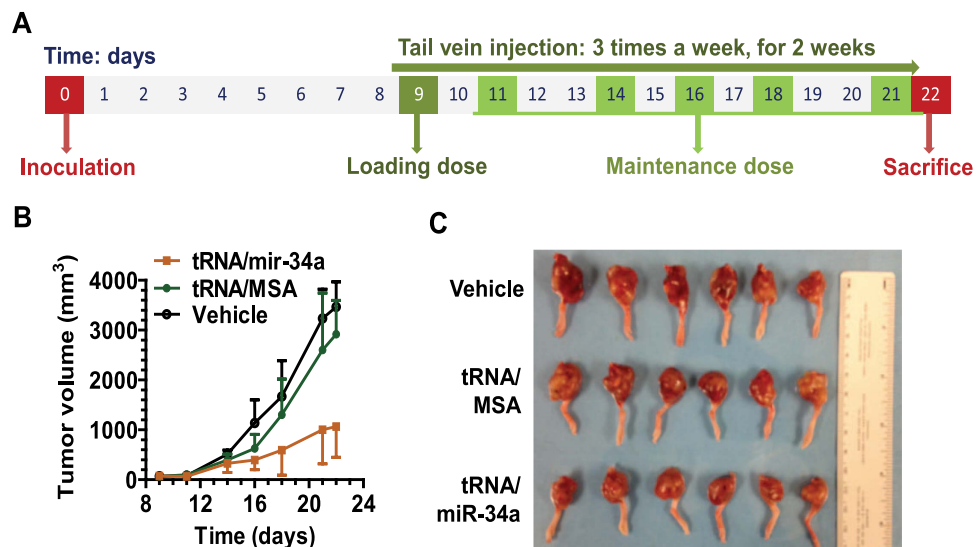 A
Time: days
Tail vein injection: 3 times a week, for 2 weeks
0 1 2 3 4 5 6 7 8 9 10 11 12 13 14 15 16 17 18 19 20 21 22
Inoculation
Loading dose
Maintenance dose
Sacrifice
B
tRNA/mir-34a
tRNA/MSA
Vehicle
Tumor volume (mm³)
4000
3000
2000
1000
0
8 12 16 20 24
Time (days)
C
Vehicle
tRNA/
MSA
tRNA/
miR-34a